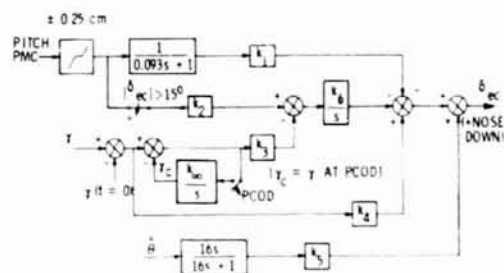 ± 0.25 cm
PITCH
PMC
1
0.093s + 1
k₁
|δec| > 15°
k₂
k₆
s
δec
(+NOSE
DOWN)
γ
γ(t = 0)
γc
k₃
k∞
s
PCOD
[γc = γ AT PCOD]
k₄
θ̇
16s
16s + 1
k₅